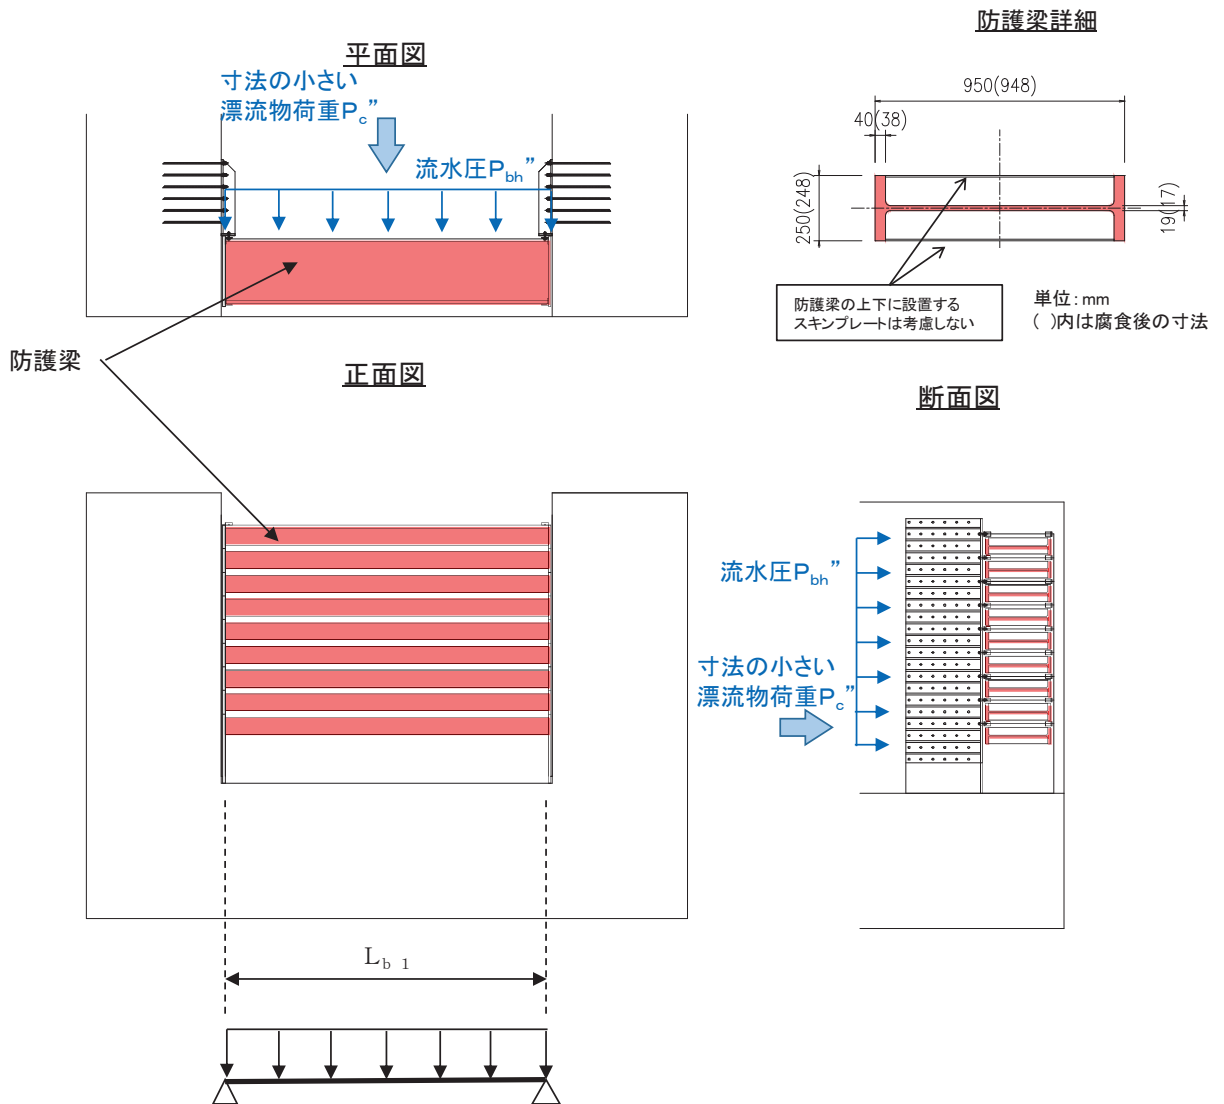 防護梁詳細
平面図
寸法の小さい
漂流物荷重Pc”
流水圧Pbh”
950(948)
40(38)
250(248)
19(17)
防護梁の上下に設置する
スキンプレートは考慮しない
単位：mm
(　)内は腐食後の寸法
防護梁
正面図
断面図
流水圧Pbh”
寸法の小さい
漂流物荷重Pc”
Lb 1